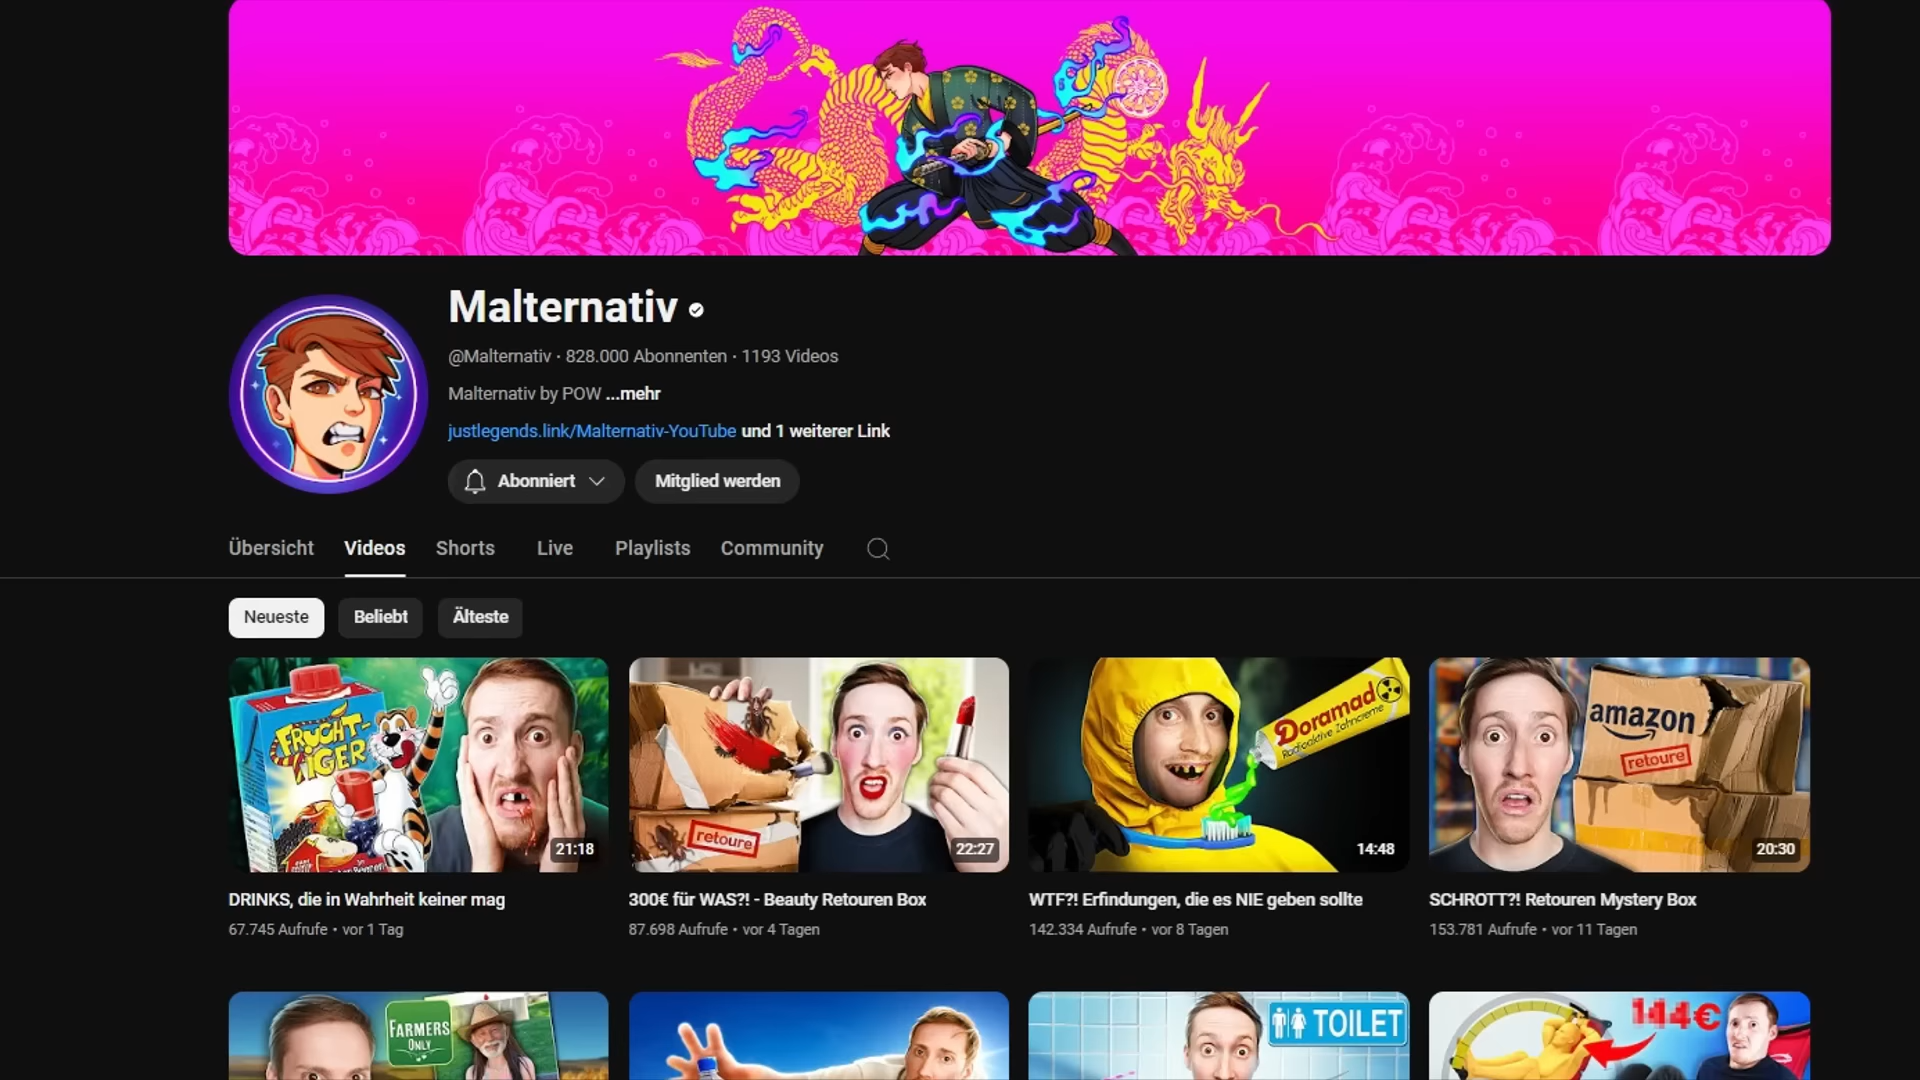 Malternativ
@Malternativ · 828.000 Abonnenten · 1193 Videos
Malternativ by POW ...mehr
justlegends.link/Malternativ-YouTube und 1 weiterer Link
Abonniert
Mitglied werden
Übersicht Videos Shorts Live Playlists Community
Neueste Beliebt Älteste
FRUCHT-
TIGER
21:18
retoure
22:27
Doramad
Radioaktive Zahncreme
14:48
amazon
retoure
20:30
DRINKS, die in Wahrheit keiner mag
67.745 Aufrufe • vor 1 Tag
300€ für WAS?! - Beauty Retouren Box
87.698 Aufrufe • vor 4 Tagen
WTF?! Erfindungen, die es NIE geben sollte
142.334 Aufrufe • vor 8 Tagen
SCHROTT?! Retouren Mystery Box
153.781 Aufrufe • vor 11 Tagen
FARMERS
ONLY
TOILET
144€